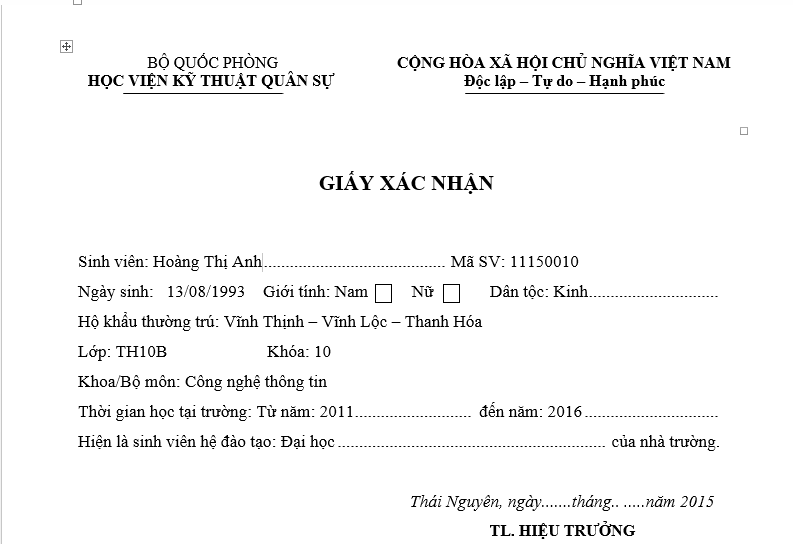 BỘ QUỐC PHÒNG
HỌC VIỆN KỸ THUẬT QUÂN SỰ
CỘNG HÒA XÃ HỘI CHỦ NGHĨA VIỆT NAM
Độc lập – Tự do – Hạnh phúc
GIẤY XÁC NHẬN
Sinh viên: Hoàng Thị Anh............................................ Mã SV: 11150010
Ngày sinh: 13/08/1993 Giới tính: Nam □ Nữ □ Dân tộc: Kinh...............................
Hộ khẩu thường trú: Vĩnh Thịnh – Vĩnh Lộc – Thanh Hóa
Lớp: TH10B Khóa: 10
Khoa/Bộ môn: Công nghệ thông tin
Thời gian học tại trường: Từ năm: 2011............................ đến năm: 2016................................
Hiện là sinh viên hệ đào tạo: Đại học................................................................. của nhà trường.
Thái Nguyên, ngày.......tháng.. .....năm 2015
TL. HIỆU TRƯỞNG